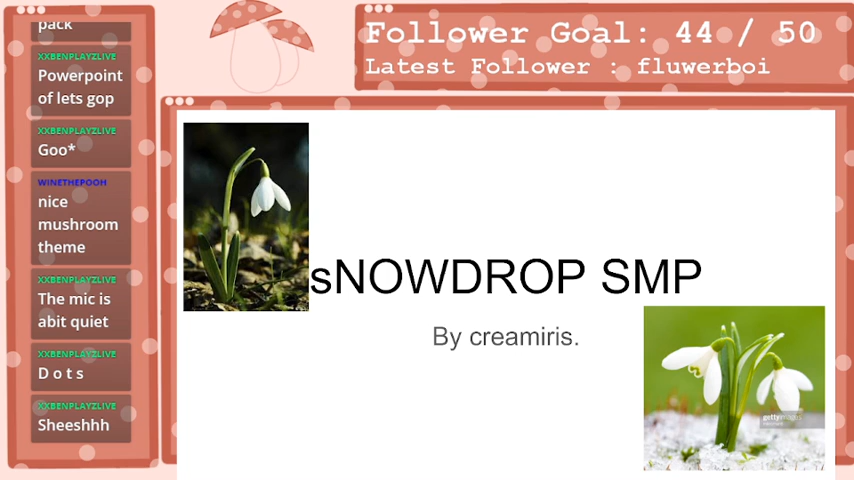 pack
XXBENPLAYZLIVE
Powerpoint
of lets gop
XXBENPLAYZLIVE
Goo*
WINETHEPOOH
nice
mushroom
theme
XXBENPLAYZLIVE
The mic is
abit quiet
XXBENPLAYZLIVE
D o t s
XXBENPLAYZLIVE
Sheeshhh
Follower Goal: 44 / 50
Latest Follower : fluwerboi
sNOWDROP SMP
By creamiris.
gettyimages